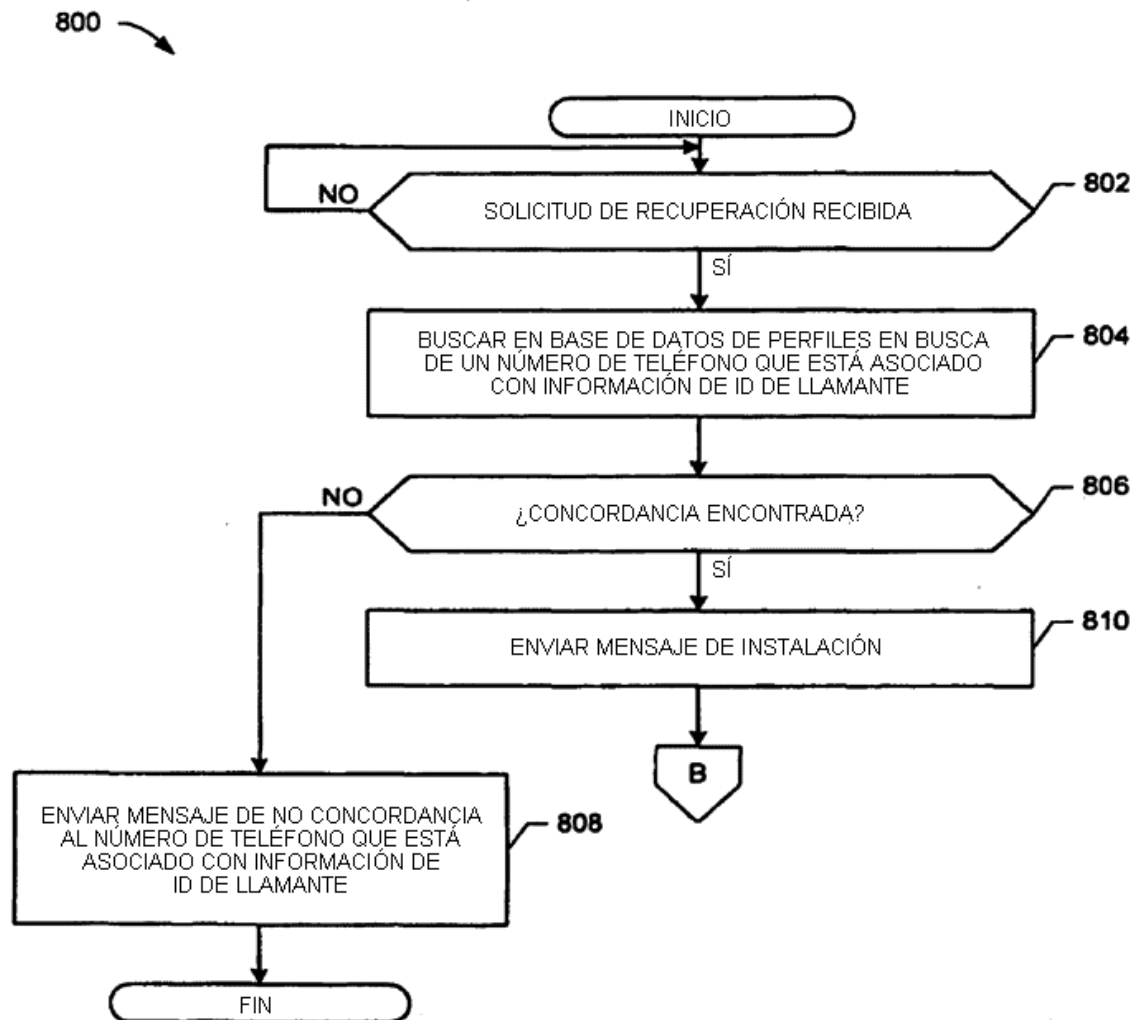 800
INICIO
NO
SOLICITUD DE RECUPERACIÓN RECIBIDA
802
SÍ
BUSCAR EN BASE DE DATOS DE PERFILES EN BUSCA
DE UN NÚMERO DE TELÉFONO QUE ESTÁ ASOCIADO
CON INFORMACIÓN DE ID DE LLAMANTE
804
NO
¿CONCORDANCIA ENCONTRADA?
806
SÍ
ENVIAR MENSAJE DE INSTALACIÓN
810
B
ENVIAR MENSAJE DE NO CONCORDANCIA
AL NÚMERO DE TELÉFONO QUE ESTÁ
ASOCIADO CON INFORMACIÓN DE
ID DE LLAMANTE
808
FIN